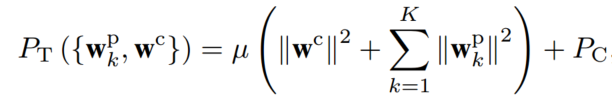 P_T ({w_k^p, w^c}) = μ (‖w^c‖^2 + ∑_{k=1}^{K} ‖w_k^p‖^2) + P_C